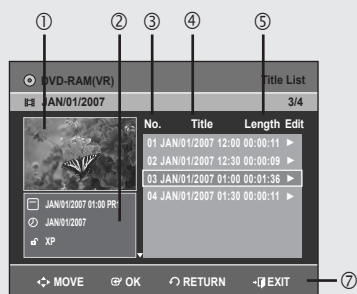 ① ② ③ ④ ⑤
DVD-RAM(VR) Title List
JAN/01/2007 3/4
No. Title Length Edit
01 JAN/01/2007 12:00 00:00:11 ►
02 JAN/01/2007 12:30 00:00:09 ►
03 JAN/01/2007 01:00 00:01:36 ►
04 JAN/01/2007 01:30 00:00:11 ►
JAN/01/2007 01:00 PR
JAN/01/2007
XP
MOVE OK RETURN EXIT ⑦